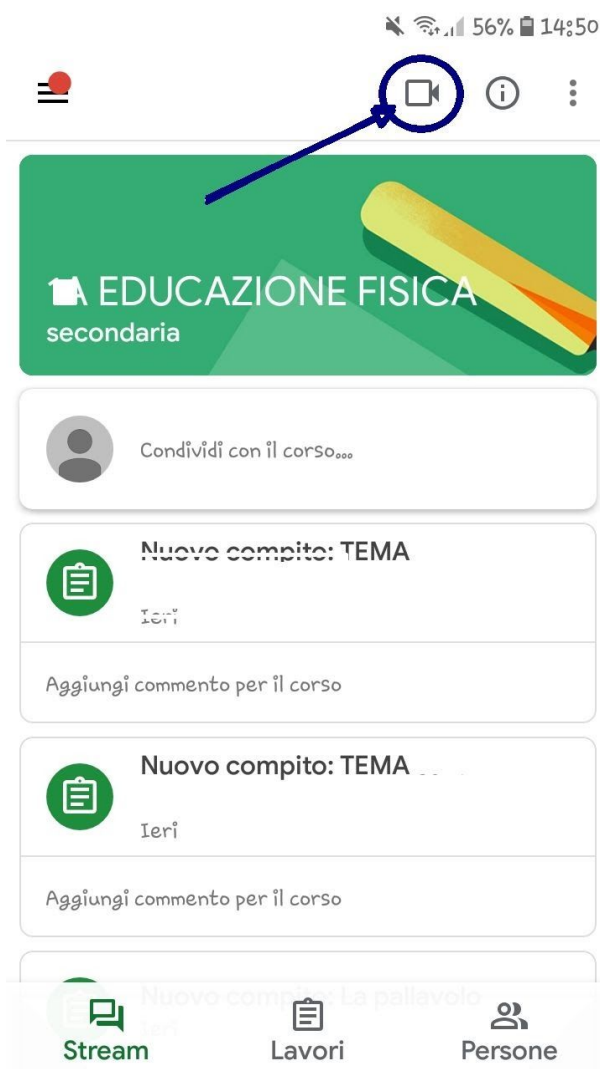 56% 14:50
A EDUCAZIONE FISICA
secondaria
Condividi con il corso...
Nuovo compito: TEMA
Ieri
Aggiungi commento per il corso
Nuovo compito: TEMA
Ieri
Aggiungi commento per il corso
Nuovo compito: La pallavolo
Ieri
Stream Lavori Persone